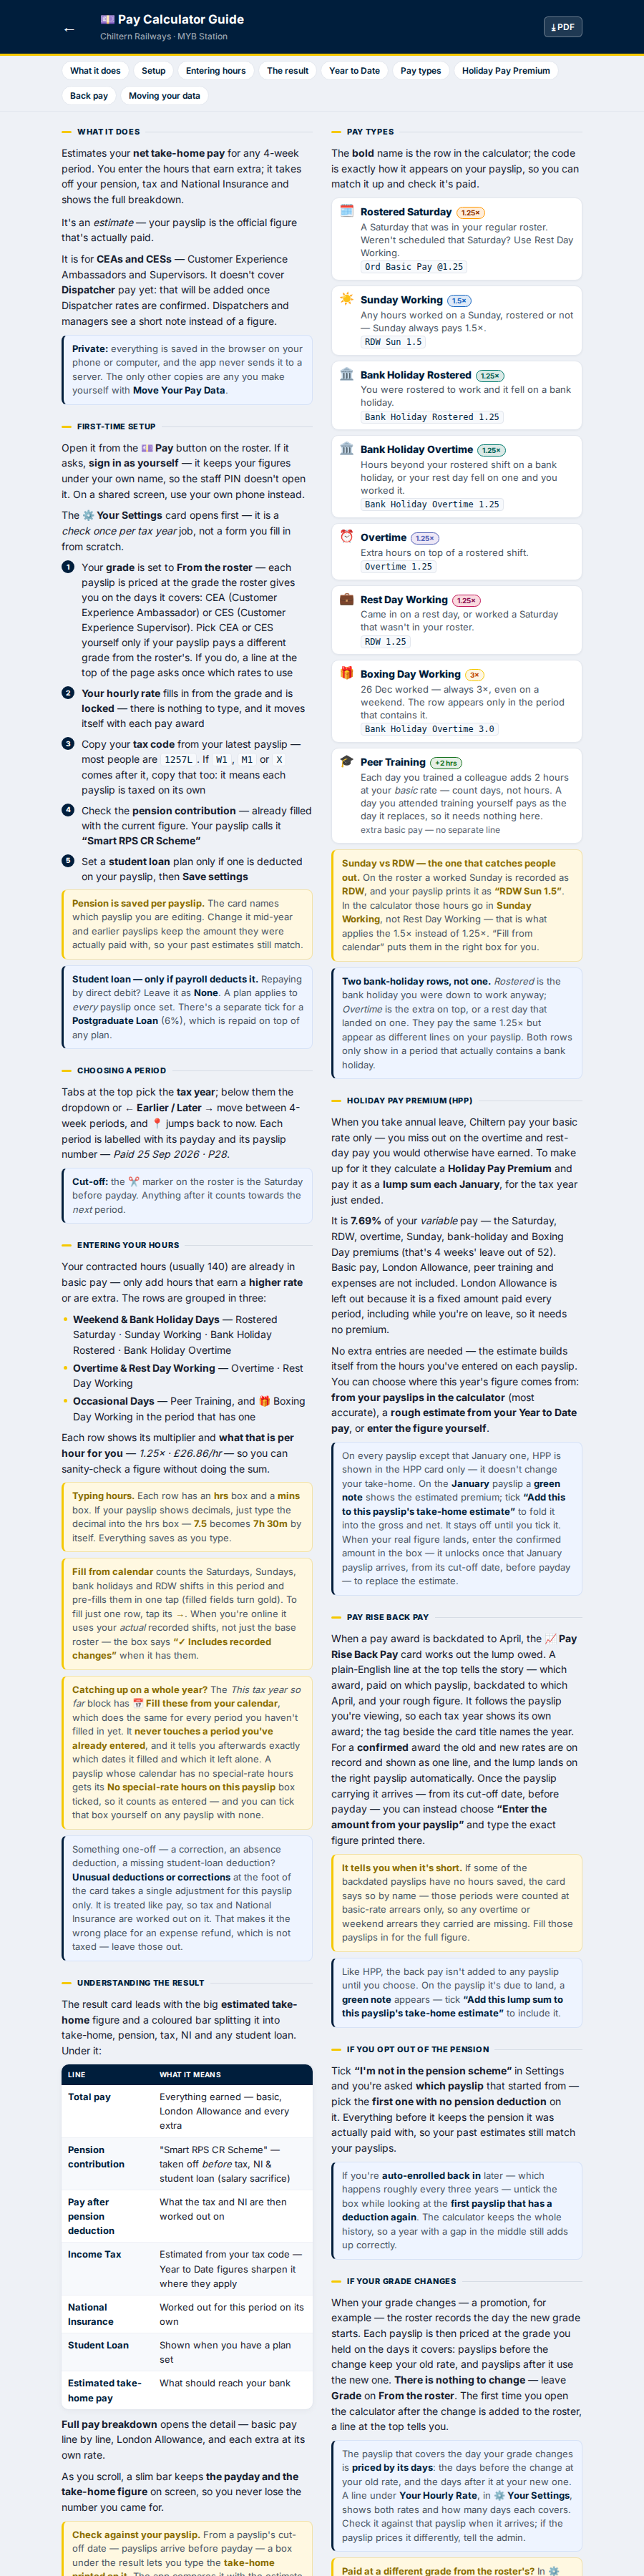 ←
💷 Pay Calculator Guide
Chiltern Railways · MYB Station
⤓ PDF
What it does
Setup
Entering hours
The result
Year to Date
Pay types
Holiday Pay Premium
Back pay
Moving your data
WHAT IT DOES
Estimates your net take-home pay for any 4-week
period. You enter the hours that earn extra; it takes
off your pension, tax and National Insurance and
shows the full breakdown.
It's an estimate — your payslip is the official figure
that's actually paid.
It is for CEAs and CESs — Customer Experience
Ambassadors and Supervisors. It doesn't cover
Dispatcher pay yet: that will be added once
Dispatcher rates are confirmed. Dispatchers and
managers see a short note instead of a figure.
Private: everything is saved in the browser on your
phone or computer, and the app never sends it to a
server. The only other copies are any you make
yourself with Move Your Pay Data.
FIRST-TIME SETUP
Open it from the 💷 Pay button on the roster. If it
asks, sign in as yourself — it keeps your figures
under your own name, so the staff PIN doesn't open
it. On a shared screen, use your own phone instead.
The ⚙️ Your Settings card opens first — it is a
check once per tax year job, not a form you fill in
from scratch.
1 Your grade is set to From the roster — each
payslip is priced at the grade the roster gives
you on the days it covers: CEA (Customer
Experience Ambassador) or CES (Customer
Experience Supervisor). Pick CEA or CES
yourself only if your payslip pays a different
grade from the roster's. If you do, a line at the
top of the page asks once which rates to use
2 Your hourly rate fills in from the grade and is
locked — there is nothing to type, and it moves
itself with each pay award
3 Copy your tax code from your latest payslip —
most people are 1257L . If W1 , M1 or X
comes after it, copy that too: it means each
payslip is taxed on its own
4 Check the pension contribution — already filled
with the current figure. Your payslip calls it
“Smart RPS CR Scheme”
5 Set a student loan plan only if one is deducted
on your payslip, then Save settings
Pension is saved per payslip. The card names
which payslip you are editing. Change it mid-year
and earlier payslips keep the amount they were
actually paid with, so your past estimates still match.
Student loan — only if payroll deducts it. Repaying
by direct debit? Leave it as None. A plan applies to
every payslip once set. There's a separate tick for a
Postgraduate Loan (6%), which is repaid on top of
any plan.
CHOOSING A PERIOD
Tabs at the top pick the tax year; below them the
dropdown or ← Earlier / Later → move between 4-
week periods, and 📍 jumps back to now. Each
period is labelled with its payday and its payslip
number — Paid 25 Sep 2026 · P28.
Cut-off: the ✂️ marker on the roster is the Saturday
before payday. Anything after it counts towards the
next period.
ENTERING YOUR HOURS
Your contracted hours (usually 140) are already in
basic pay — only add hours that earn a higher rate
or are extra. The rows are grouped in three:
Weekend & Bank Holiday Days — Rostered
Saturday · Sunday Working · Bank Holiday
Rostered · Bank Holiday Overtime
Overtime & Rest Day Working — Overtime · Rest
Day Working
Occasional Days — Peer Training, and 🎁 Boxing
Day Working in the period that has one
Each row shows its multiplier and what that is per
hour for you — 1.25× · £26.86/hr — so you can
sanity-check a figure without doing the sum.
Typing hours. Each row has an hrs box and a mins
box. If your payslip shows decimals, just type the
decimal into the hrs box — 7.5 becomes 7h 30m by
itself. Everything saves as you type.
Fill from calendar counts the Saturdays, Sundays,
bank holidays and RDW shifts in this period and
pre-fills them in one tap (filled fields turn gold). To
fill just one row, tap its →. When you're online it
uses your actual recorded shifts, not just the base
roster — the box says “✓ Includes recorded
changes” when it has them.
Catching up on a whole year? The This tax year so
far block has 📅 Fill these from your calendar,
which does the same for every period you haven't
filled in yet. It never touches a period you've
already entered, and it tells you afterwards exactly
which dates it filled and which it left alone. A
payslip whose calendar has no special-rate hours
gets its No special-rate hours on this payslip box
ticked, so it counts as entered — and you can tick
that box yourself on any payslip with none.
Something one-off — a correction, an absence
deduction, a missing student-loan deduction?
Unusual deductions or corrections at the foot of
the card takes a single adjustment for this payslip
only. It is treated like pay, so tax and National
Insurance are worked out on it. That makes it the
wrong place for an expense refund, which is not
taxed — leave those out.
UNDERSTANDING THE RESULT
The result card leads with the big estimated take-
home figure and a coloured bar splitting it into
take-home, pension, tax, NI and any student loan.
Under it:
LINE WHAT IT MEANS
Total pay Everything earned — basic,
London Allowance and every
extra
Pension contribution "Smart RPS CR Scheme" —
taken off before tax, NI &
student loan (salary sacrifice)
Pay after pension deduction What the tax and NI are then
worked out on
Income Tax Estimated from your tax code —
Year to Date figures sharpen it
where they apply
National Insurance Worked out for this period on its
own
Student Loan Shown when you have a plan
set
Estimated take-home pay What should reach your bank
Full pay breakdown opens the detail — basic pay
line by line, London Allowance, and each extra at its
own rate.
As you scroll, a slim bar keeps the payday and the
take-home figure on screen, so you never lose the
number you came for.
Check against your payslip. From a payslip's cut-
off date — payslips arrive before payday — a box
under the result lets you type the take-home
PAY TYPES
The bold name is the row in the calculator; the code
is exactly how it appears on your payslip, so you can
match it up and check it's paid.
🗓️ Rostered Saturday 1.25×
A Saturday that was in your regular roster.
Weren't scheduled that Saturday? Use Rest Day
Working.
Ord Basic Pay @1.25
☀️ Sunday Working 1.5×
Any hours worked on a Sunday, rostered or not
— Sunday always pays 1.5×.
RDW Sun 1.5
🏛️ Bank Holiday Rostered 1.25×
You were rostered to work and it fell on a bank
holiday.
Bank Holiday Rostered 1.25
🏛️ Bank Holiday Overtime 1.25×
Hours beyond your rostered shift on a bank
holiday, or your rest day fell on one and you
worked it.
Bank Holiday Overtime 1.25
⏰ Overtime 1.25×
Extra hours on top of a rostered shift.
Overtime 1.25
💼 Rest Day Working 1.25×
Came in on a rest day, or worked a Saturday
that wasn't in your roster.
RDW 1.25
🎁 Boxing Day Working 3×
26 Dec worked — always 3×, even on a
weekend. The row appears only in the period
that contains it.
Bank Holiday Overtime 3.0
🎓 Peer Training +2 hrs
Each day you trained a colleague adds 2 hours
at your basic rate — count days, not hours. A
day you attended training yourself pays as the
day it replaces, so it needs nothing here.
extra basic pay — no separate line
Sunday vs RDW — the one that catches people
out. On the roster a worked Sunday is recorded as
RDW, and your payslip prints it as “RDW Sun 1.5”.
In the calculator those hours go in Sunday
Working, not Rest Day Working — that is what
applies the 1.5× instead of 1.25×. “Fill from
calendar” puts them in the right box for you.
Two bank-holiday rows, not one. Rostered is the
bank holiday you were down to work anyway;
Overtime is the extra on top, or a rest day that
landed on one. They pay the same 1.25× but
appear as different lines on your payslip. Both rows
only show in a period that actually contains a bank
holiday.
HOLIDAY PAY PREMIUM (HPP)
When you take annual leave, Chiltern pay your basic
rate only — you miss out on the overtime and rest-
day pay you would otherwise have earned. To make
up for it they calculate a Holiday Pay Premium and
pay it as a lump sum each January, for the tax year
just ended.
It is 7.69% of your variable pay — the Saturday,
RDW, overtime, Sunday, bank-holiday and Boxing
Day premiums (that's 4 weeks' leave out of 52).
Basic pay, London Allowance, peer training and
expenses are not included. London Allowance is
left out because it is a fixed amount paid every
period, including while you're on leave, so it needs
no premium.
No extra entries are needed — the estimate builds
itself from the hours you've entered on each payslip.
You can choose where this year's figure comes from:
from your payslips in the calculator (most
accurate), a rough estimate from your Year to Date
pay, or enter the figure yourself.
On every payslip except that January one, HPP is
shown in the HPP card only — it doesn't change
your take-home. On the January payslip a green
note shows the estimated premium; tick “Add this
to this payslip's take-home estimate” to fold it
into the gross and net. It stays off until you tick it.
When your real figure lands, enter the confirmed
amount in the box — it unlocks once that January
payslip arrives, from its cut-off date, before payday
— to replace the estimate.
PAY RISE BACK PAY
When a pay award is backdated to April, the 📈 Pay
Rise Back Pay card works out the lump owed. A
plain-English line at the top tells the story — which
award, paid on which payslip, backdated to which
April, and your rough figure. It follows the payslip
you're viewing, so each tax year shows its own
award; the tag beside the card title names the year.
For a confirmed award the old and new rates are on
record and shown as one line, and the lump lands on
the right payslip automatically. Once the payslip
carrying it arrives — from its cut-off date, before
payday — you can instead choose “Enter the
amount from your payslip” and type the exact
figure printed there.
It tells you when it's short. If some of the
backdated payslips have no hours saved, the card
says so by name — those periods were counted at
basic-rate arrears only, so any overtime or
weekend arrears they carried are missing. Fill those
payslips in for the full figure.
Like HPP, the back pay isn't added to any payslip
until you choose. On the payslip it's due to land, a
green note appears — tick “Add this lump sum to
this payslip's take-home estimate” to include it.
IF YOU OPT OUT OF THE PENSION
Tick “I'm not in the pension scheme” in Settings
and you're asked which payslip that started from —
pick the first one with no pension deduction on
it. Everything before it keeps the pension it was
actually paid with, so your past estimates still match
your payslips.
If you're auto-enrolled back in later — which
happens roughly every three years — untick the
box while looking at the first payslip that has a
deduction again. The calculator keeps the whole
history, so a year with a gap in the middle still adds
up correctly.
IF YOUR GRADE CHANGES
When your grade changes — a promotion, for
example — the roster records the day the new grade
starts. Each payslip is then priced at the grade you
held on the days it covers: payslips before the
change keep your old rate, and payslips after it use
the new one. There is nothing to change — leave
Grade on From the roster. The first time you open
the calculator after the change is added to the roster,
a line at the top tells you.
The payslip that covers the day your grade changes
is priced by its days: the days before the change at
your old rate, and the days after it at your new one.
A line under Your Hourly Rate, in ⚙️ Your Settings,
shows both rates and how many days each covers.
Check it against that payslip when it arrives; if the
payslip prices it differently, tell the admin.
Paid at a different grade from the roster's? In ⚙️